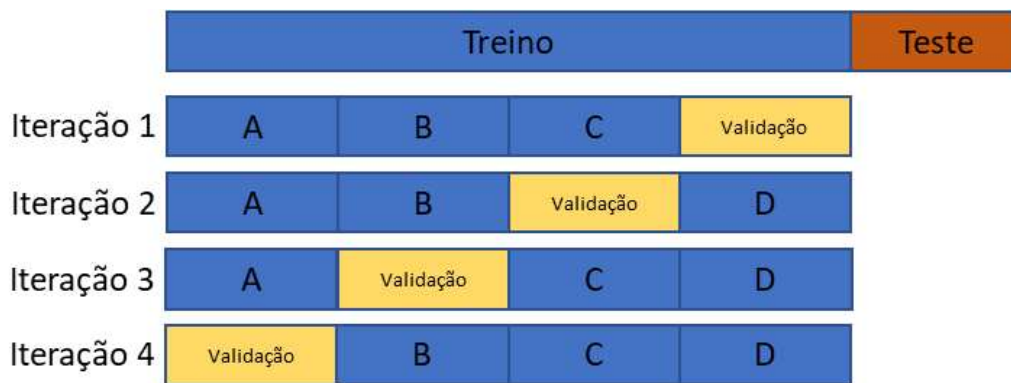 Treino Teste
Iteração 1 A B C Validação
Iteração 2 A B Validação D
Iteração 3 A Validação C D
Iteração 4 Validação B C D